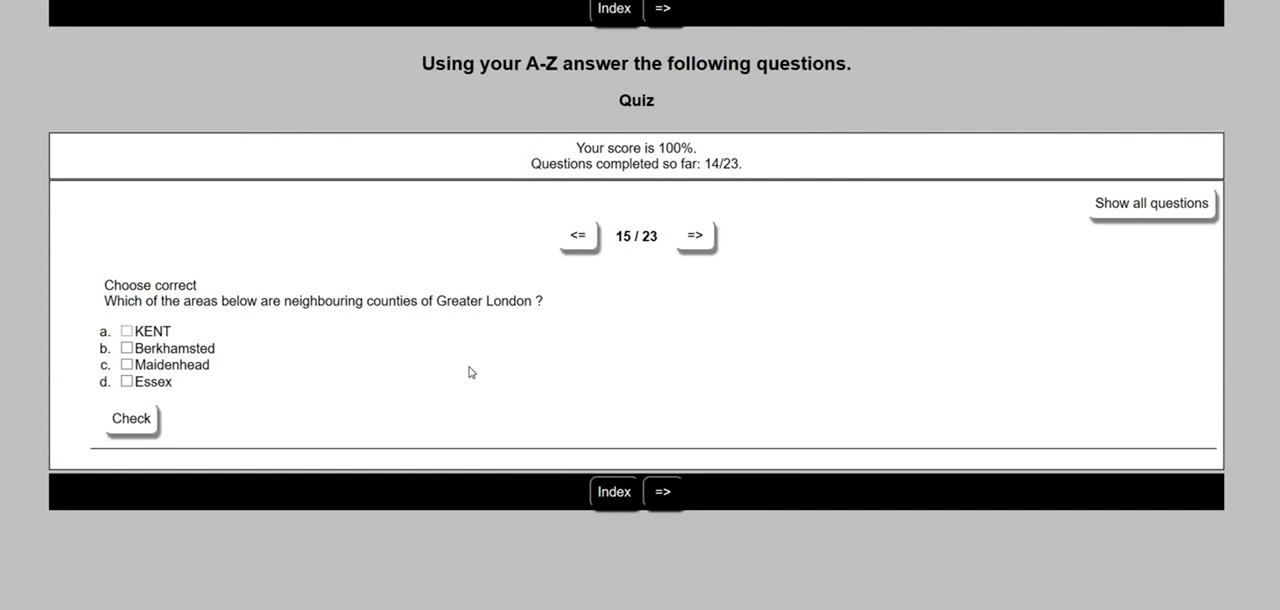 Index =>
Using your A-Z answer the following questions.
Quiz
Your score is 100%.
Questions completed so far: 14/23.
Show all questions
<= 15 / 23 =>
Choose correct
Which of the areas below are neighbouring counties of Greater London ?
a. KENT
b. Berkhamsted
c. Maidenhead
d. Essex
Check
Index =>